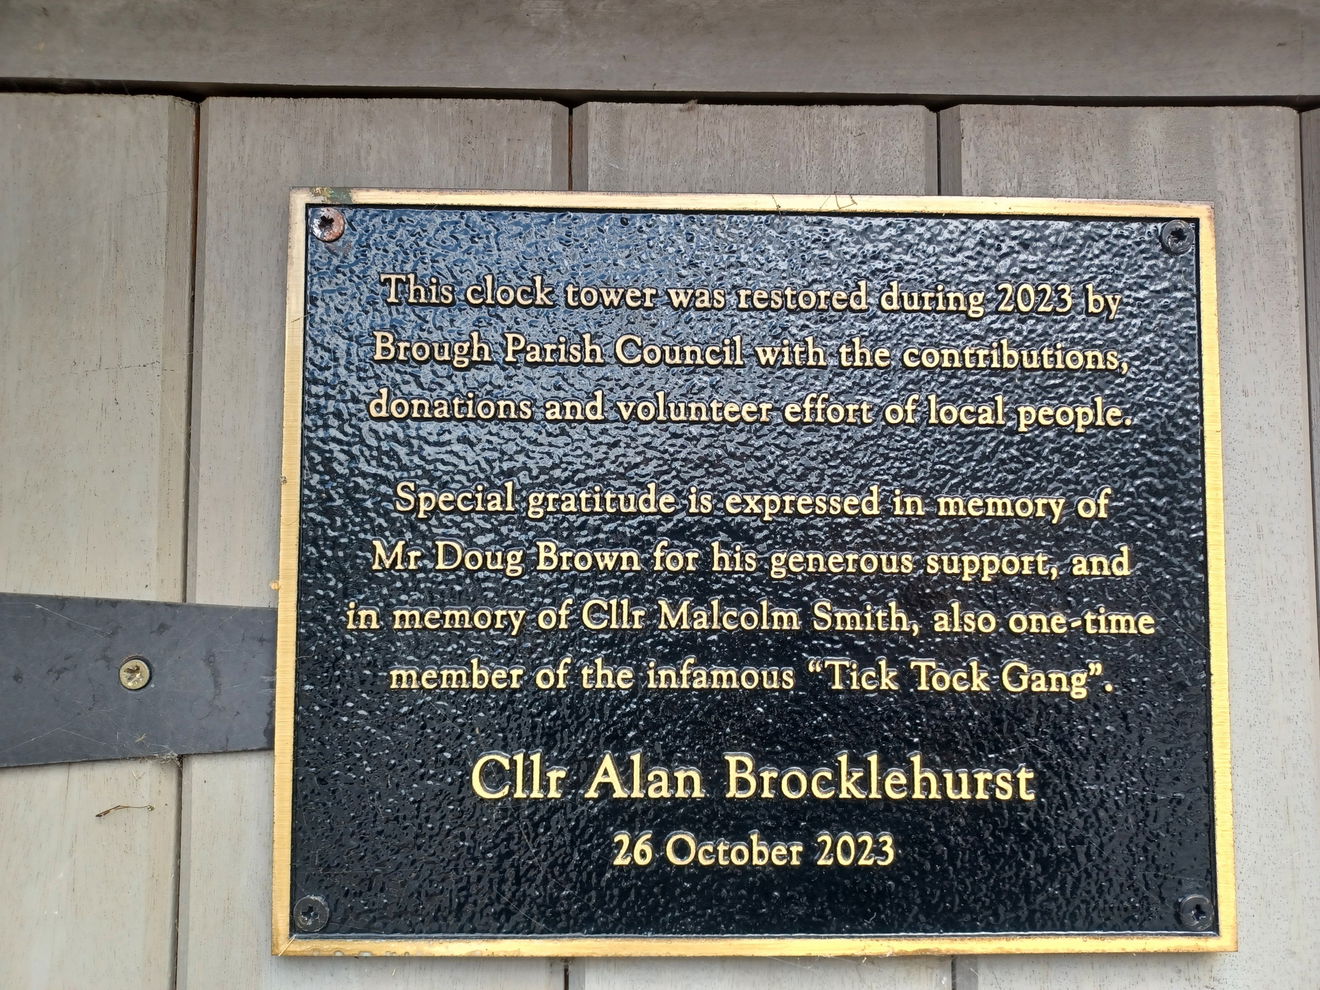 This clock tower was restored during 2023 by
Brough Parish Council with the contributions,
donations and volunteer effort of local people.
Special gratitude is expressed in memory of
Mr Doug Brown for his generous support, and
in memory of Cllr Malcolm Smith, also one-time
member of the infamous “Tick Tock Gang”.
Cllr Alan Brocklehurst
26 October 2023